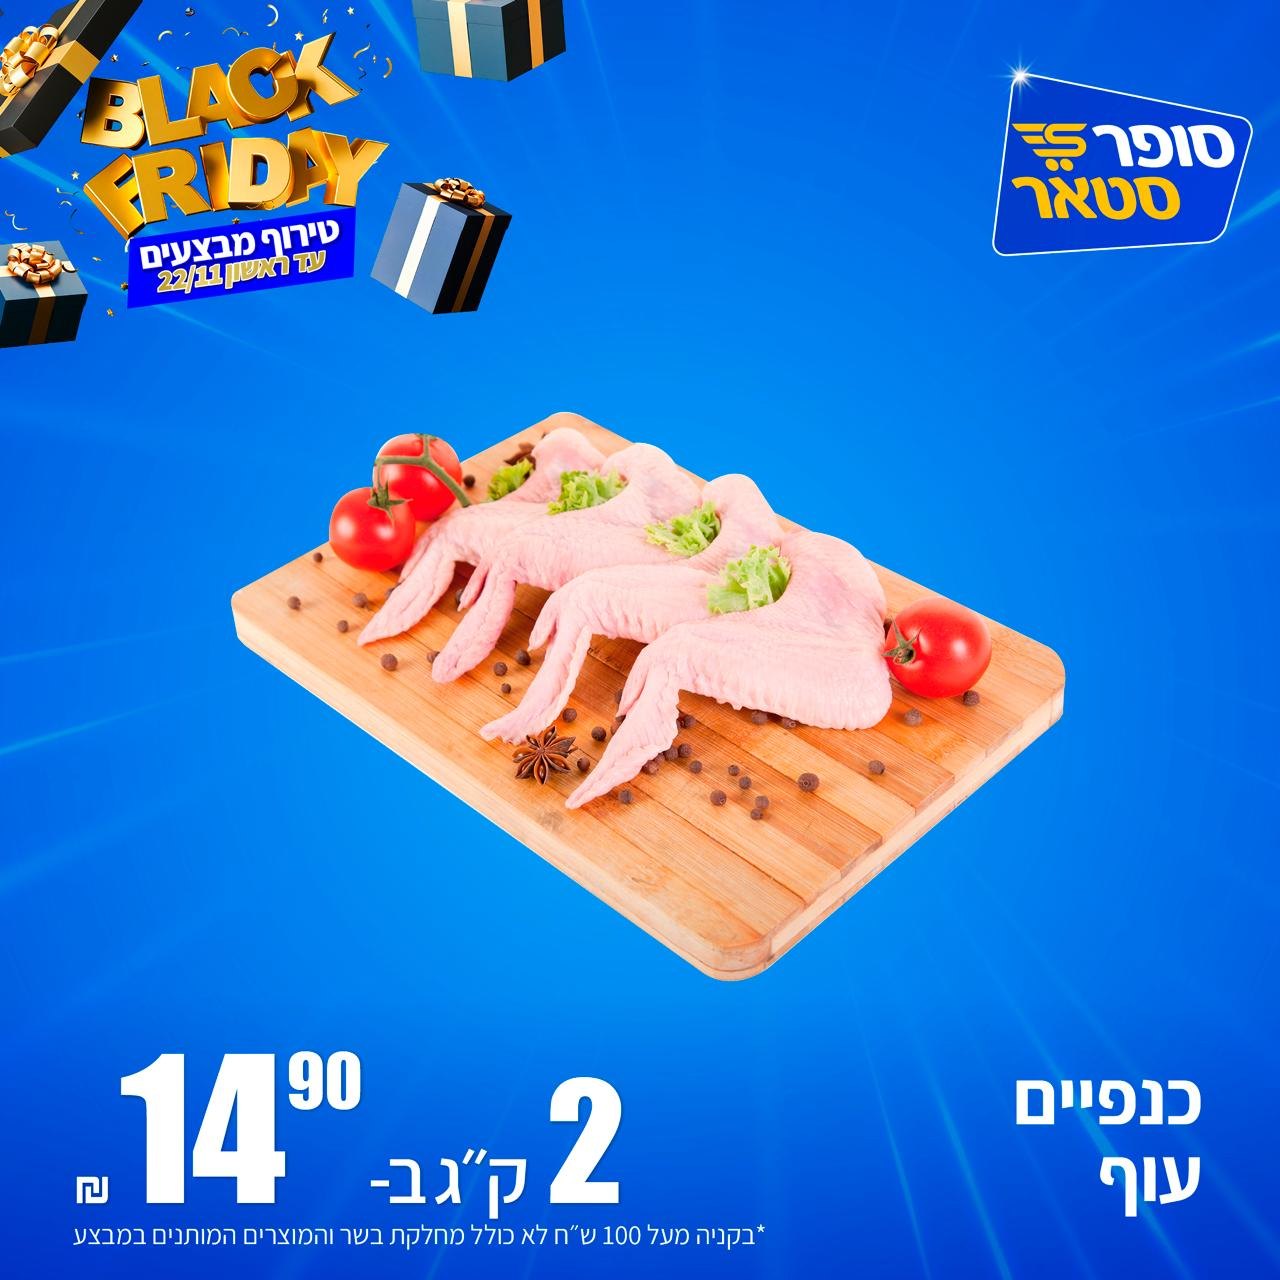 BLACK
FRIDAY
טירוף מבצעים
עד ראשון 22/11
סופר
סטאר
כנפיים
עוף
2 ק״ג ב- 14 90 ₪
*בקניה מעל 100 ש״ח לא כולל מחלקת בשר והמוצרים המותנים במבצע